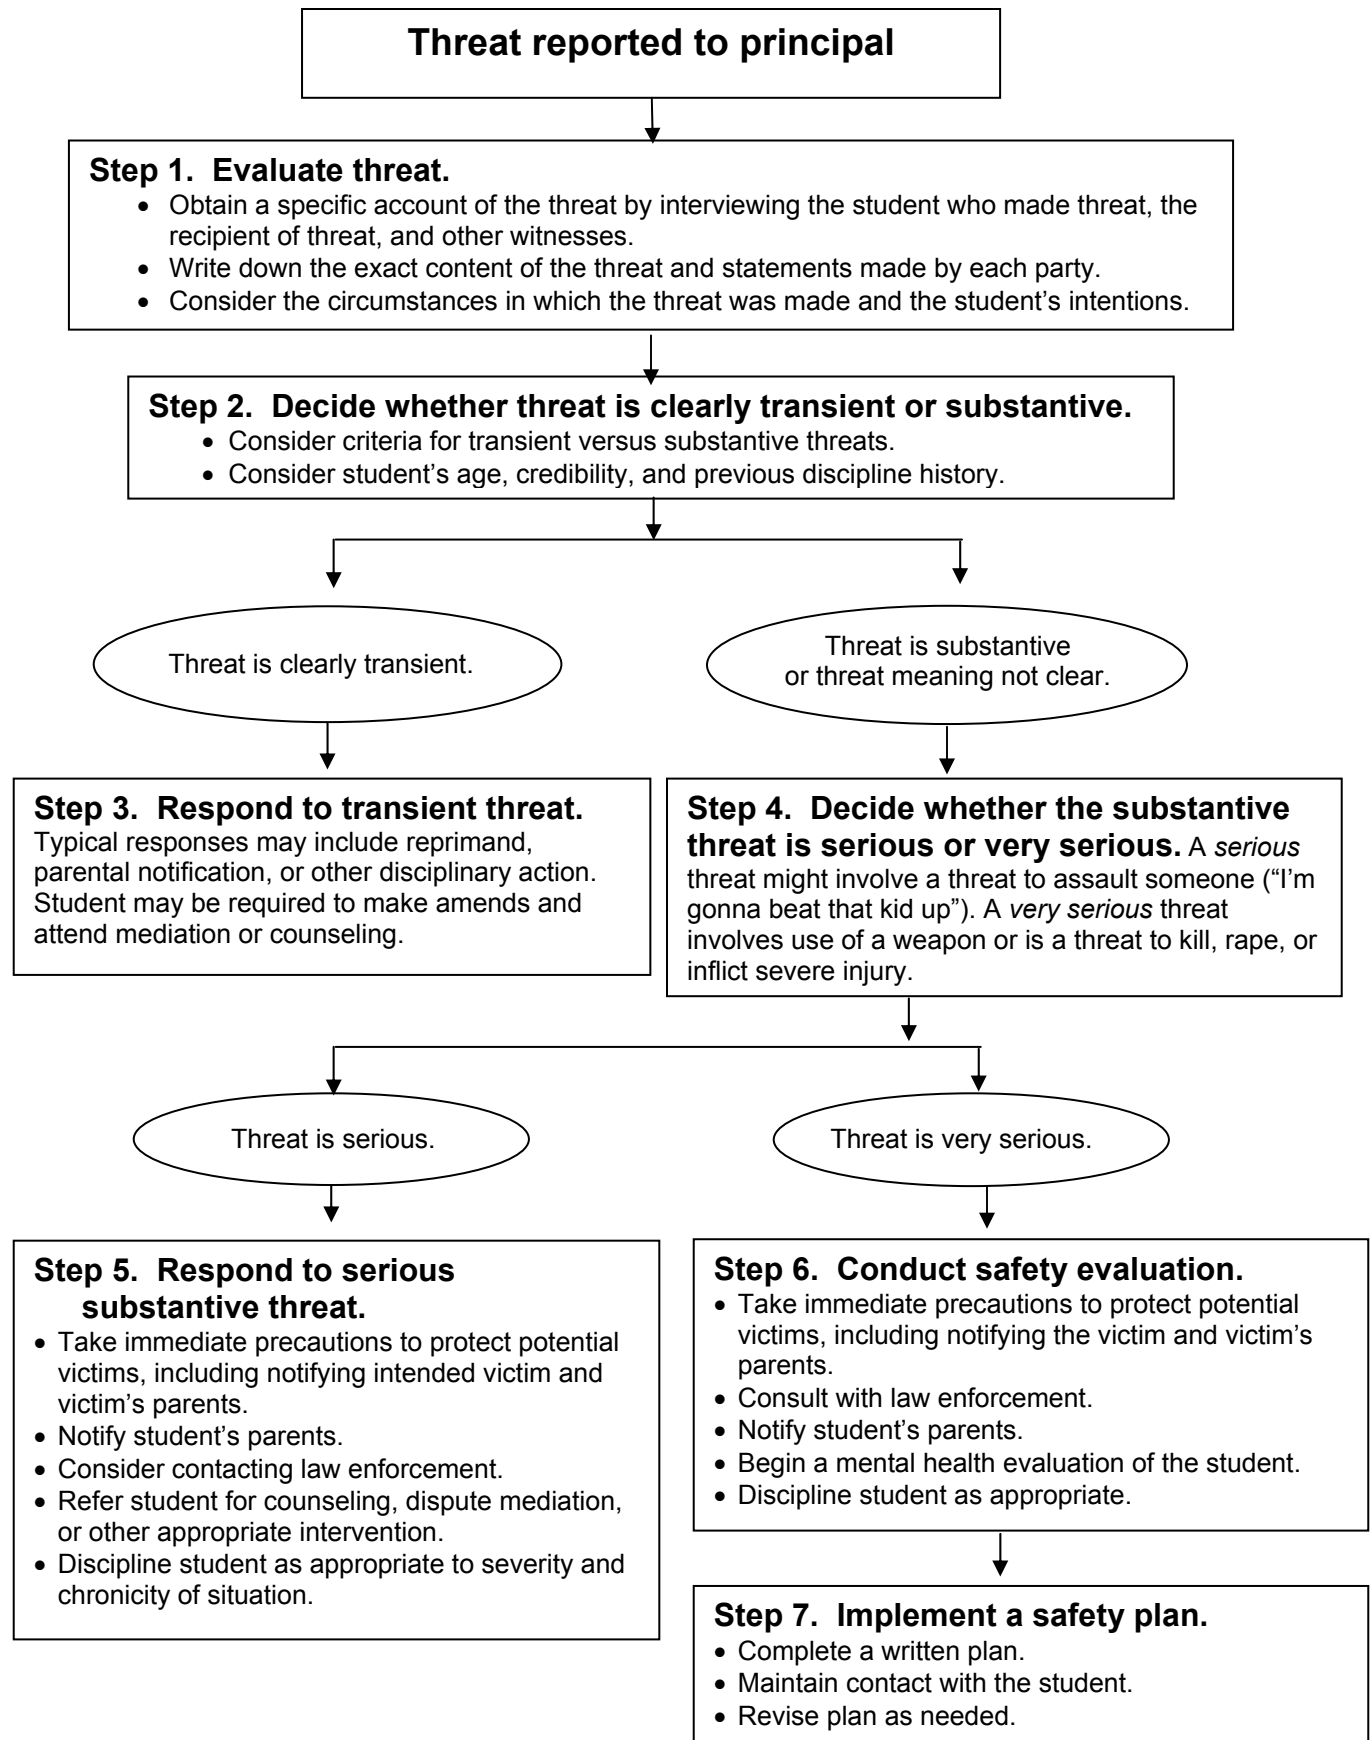 Threat reported to principal
Step 1.  Evaluate threat.
• Obtain a specific account of the threat by interviewing the student who made threat, the
recipient of threat, and other witnesses.
• Write down the exact content of the threat and statements made by each party.
• Consider the circumstances in which the threat was made and the student’s intentions.
Step 2.  Decide whether threat is clearly transient or substantive.
• Consider criteria for transient versus substantive threats.
• Consider student’s age, credibility, and previous discipline history.
Threat is clearly transient.
Threat is substantive
or threat meaning not clear.
Step 3.  Respond to transient threat.
Typical responses may include reprimand,
parental notification, or other disciplinary action.
Student may be required to make amends and
attend mediation or counseling.
Step 4.  Decide whether the substantive
threat is serious or very serious. A serious
threat might involve a threat to assault someone (“I’m
gonna beat that kid up”). A very serious threat
involves use of a weapon or is a threat to kill, rape, or
inflict severe injury.
Threat is serious.
Threat is very serious.
Step 5.  Respond to serious
substantive threat.
• Take immediate precautions to protect potential
victims, including notifying intended victim and
victim’s parents.
• Notify student’s parents.
• Consider contacting law enforcement.
• Refer student for counseling, dispute mediation,
or other appropriate intervention.
• Discipline student as appropriate to severity and
chronicity of situation.
Step 6.  Conduct safety evaluation.
• Take immediate precautions to protect potential
victims, including notifying the victim and victim’s
parents.
• Consult with law enforcement.
• Notify student’s parents.
• Begin a mental health evaluation of the student.
• Discipline student as appropriate.
Step 7.  Implement a safety plan.
• Complete a written plan.
• Maintain contact with the student.
• Revise plan as needed.